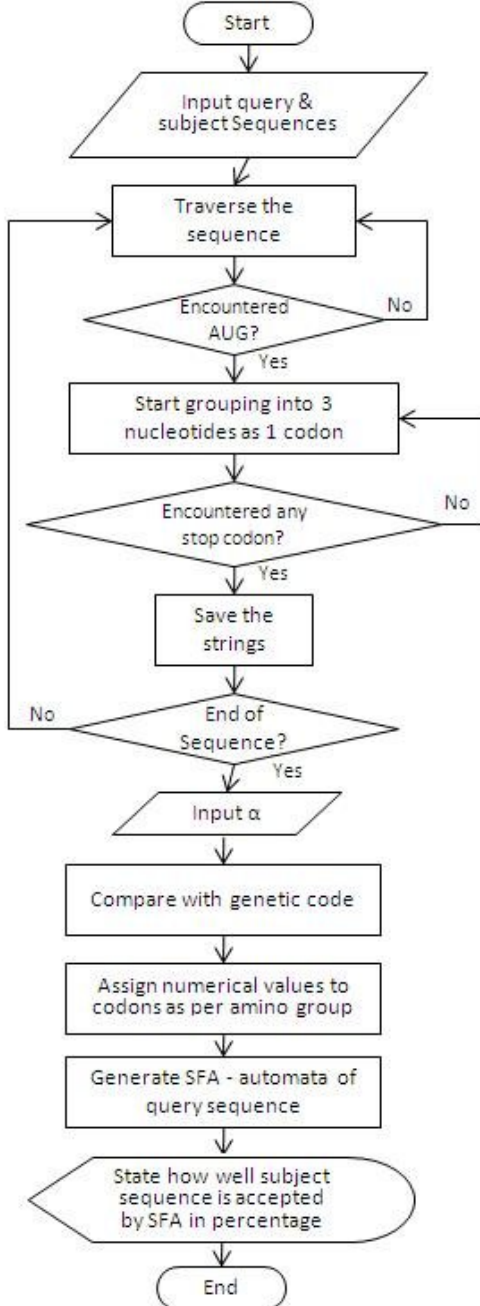 Start
Input query &
subject Sequences
Traverse the
sequence
Encountered
AUG?
No
Yes
Start grouping into 3
nucleotides as 1 codon
Encountered any
stop codon?
No
Yes
Save the
strings
No
End of
Sequence?
Yes
Input α
Compare with genetic code
Assign numerical values to
codons as per amino group
Generate SFA - automata of
query sequence
State how well subject
sequence is accepted
by SFA in percentage
End